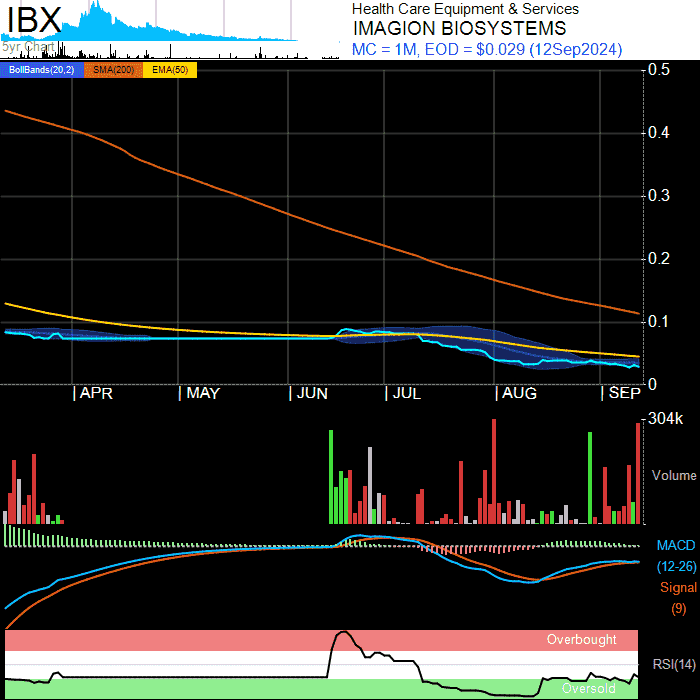 IBX
5yr Chart
Health Care Equipment & Services
IMAGION BIOSYSTEMS
MC = 1M, EOD = $0.029 (12Sep2024)
BollBands(20,2) SMA(200) EMA(50)
0.5
0.4
0.3
0.2
0.1
0
APR MAY JUN JUL AUG SEP
304k
Volume
MACD
(12-26)
Signal
(9)
Overbought
RSI(14)
Oversold